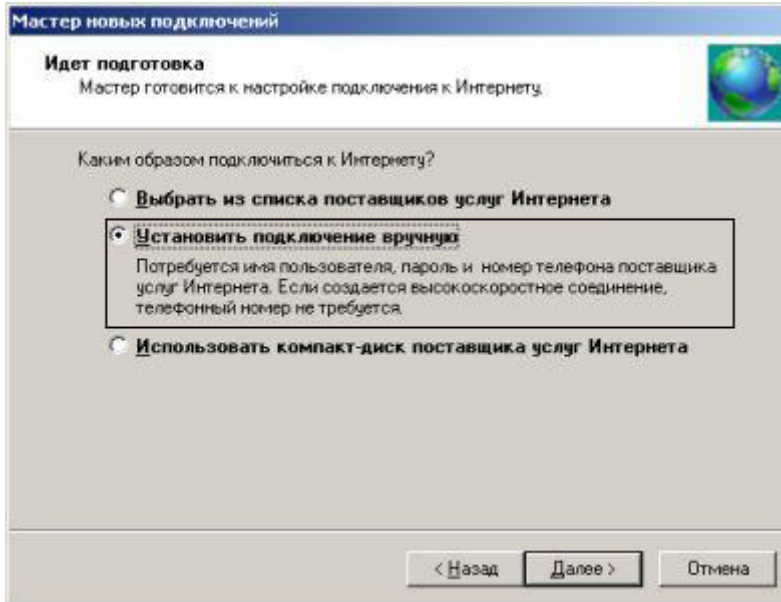 Мастер новых подключений
Идет подготовка
Мастер готовится к настройке подключения к Интернету.
Каким образом подключиться к Интернету?
Выбрать из списка поставщиков услуг Интернета
Установить подключение вручную
Потребуется имя пользователя, пароль и номер телефона поставщика
услуг Интернета. Если создается высокоскоростное соединение,
телефонный номер не требуется.
Использовать компакт-диск поставщика услуг Интернета
< Назад
Далее >
Отмена